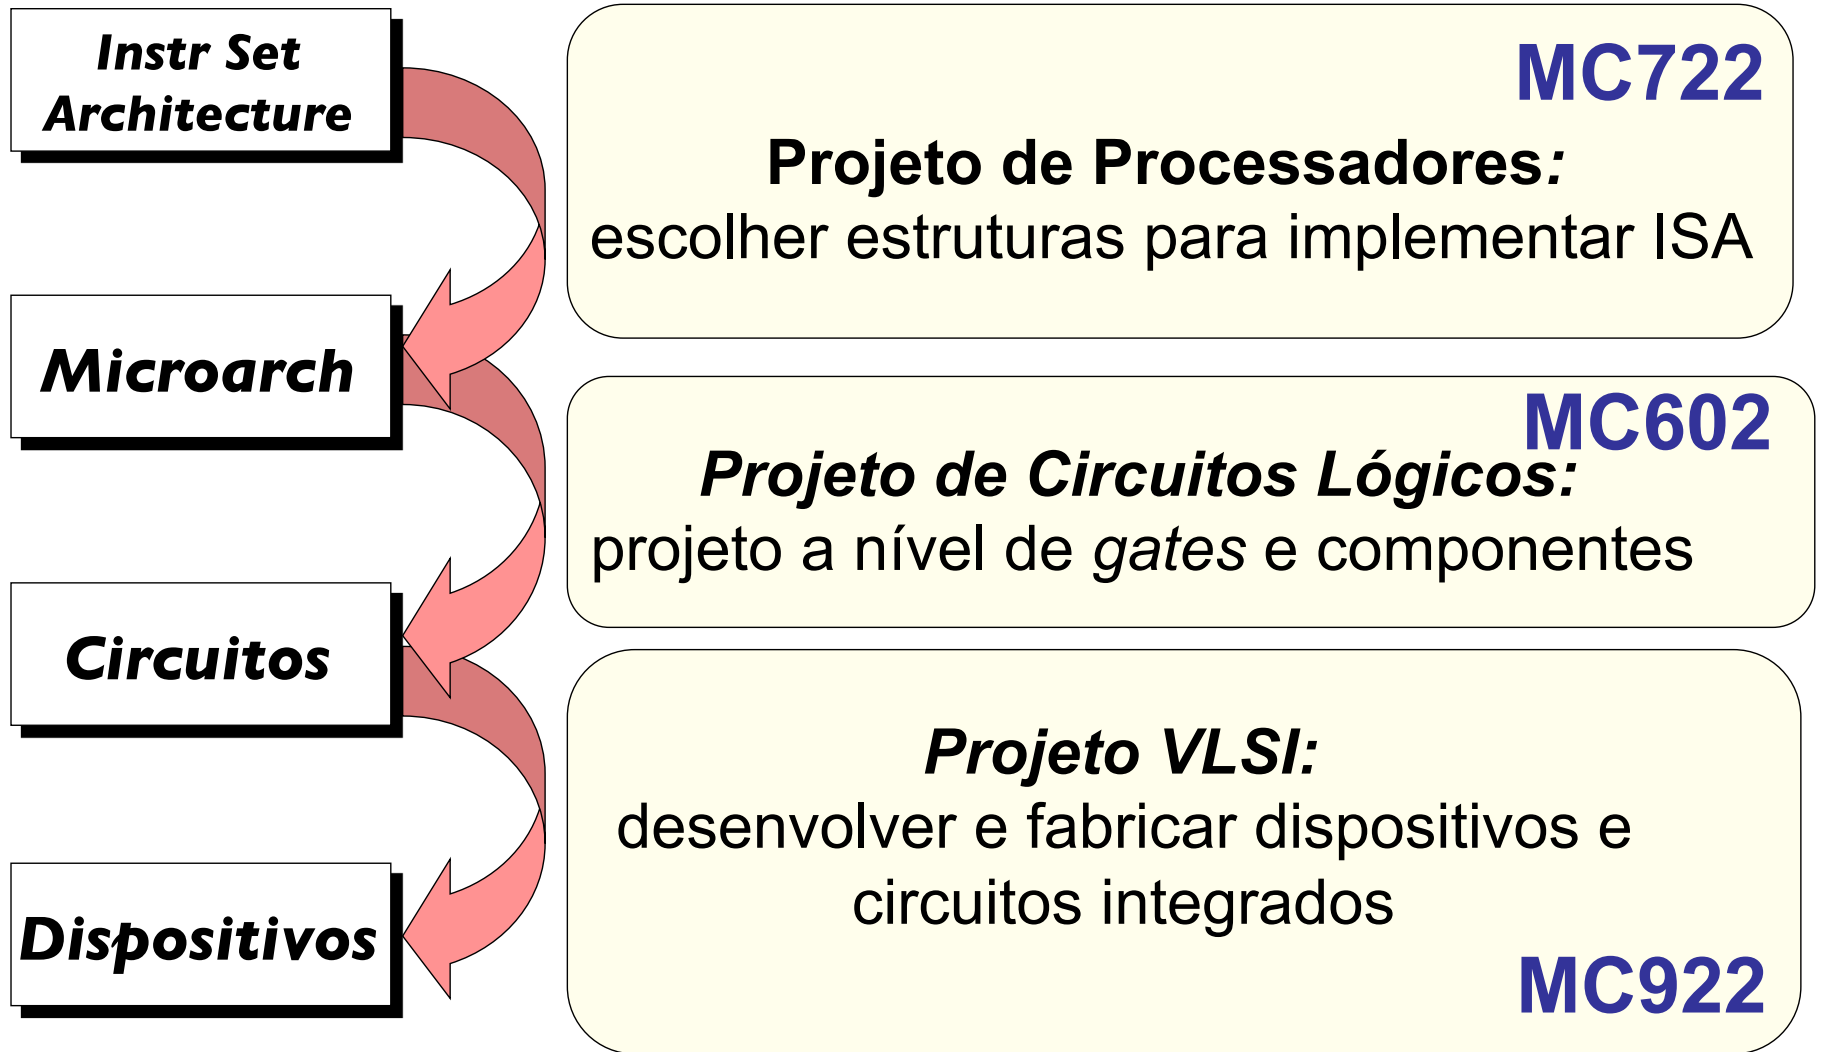 Instr Set
Architecture
MC722
Projeto de Processadores:
escolher estruturas para implementar ISA
Microarch
MC602
Projeto de Circuitos Lógicos:
projeto a nível de gates e componentes
Circuitos
Projeto VLSI:
desenvolver e fabricar dispositivos e
circuitos integrados
Dispositivos
MC922